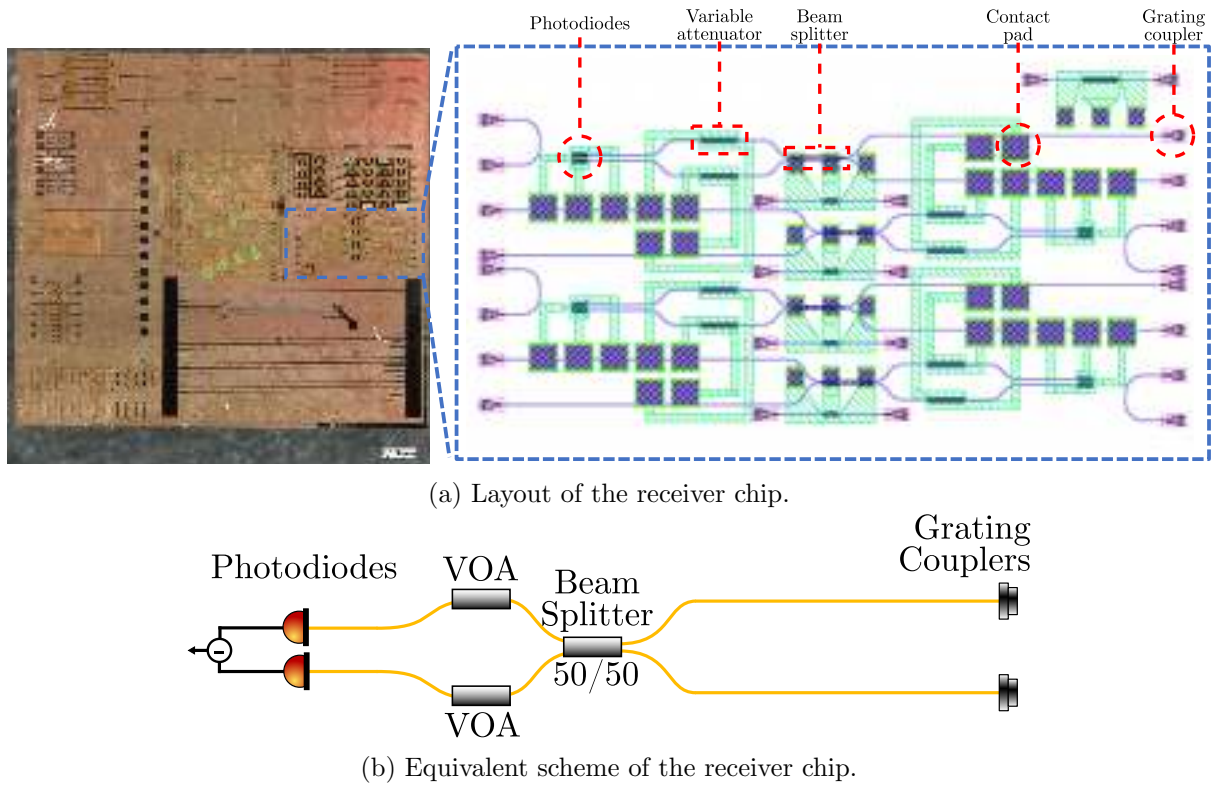 Photodiodes
Variable
attenuator
Beam
splitter
Contact
pad
Grating
coupler
(a) Layout of the receiver chip.
Photodiodes
VOA
Beam
Splitter
50/50
VOA
Grating
Couplers
(b) Equivalent scheme of the receiver chip.